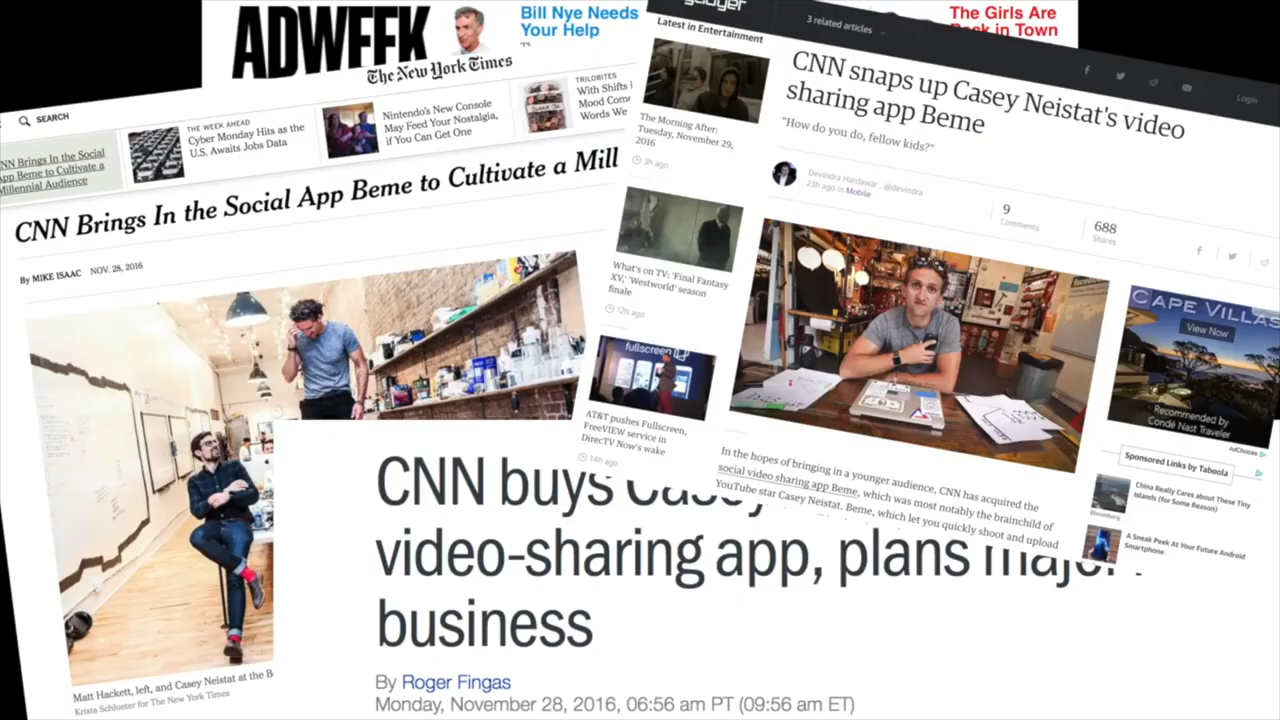 ADWEEK
Bill Nye Needs
Your Help
The Girls Are
Back in Town
The New York Times
SEARCH
THE WEEK AHEAD
Cyber Monday Hits as the
U.S. Awaits Jobs Data
Nintendo's New Console
May Feed Your Nostalgia,
if You Can Get One
TRILOBITES
With Shifts i
Mood Come
Words We
CNN Brings In the Social
App Beme to Cultivate a
Millennial Audience
CNN Brings In the Social App Beme to Cultivate a Mill
By MIKE ISAAC NOV. 28, 2016
Matt Hackett, left, and Casey Neistat at the B
Krista Schlueter for The New York Times
3 related articles
Login
Latest in Entertainment
The Morning After:
Tuesday, November 29,
2016
3h ago
What's on TV: 'Final Fantasy
XV,' 'Westworld' season
finale
12h ago
fullscreen
AT&T pushes Fullscreen,
FreeVIEW service in
DirecTV Now's wake
14h ago
CNN snaps up Casey Neistat's video
sharing app Beme
"How do you do, fellow kids?"
Devindra Hardawar, @devindra
23h ago in Mobile
9
Comments
688
Shares
In the hopes of bringing in a younger audience, CNN has acquired the
social video sharing app Beme, which was most notably the brainchild of
YouTube star Casey Neistat. Beme, which let you quickly shoot and upload
CAPE VILLAS
View Now
Recommended by
Condé Nast Traveler
AdChoices
Sponsored Links by Taboola
China Really Cares about These Tiny
Islands (for Some Reason)
Bloomberg
A Sneak Peek At Your Future Android
Smartphone
CNN buys Casey
video-sharing app, plans major
business
By Roger Fingas
Monday, November 28, 2016, 06:56 am PT (09:56 am ET)